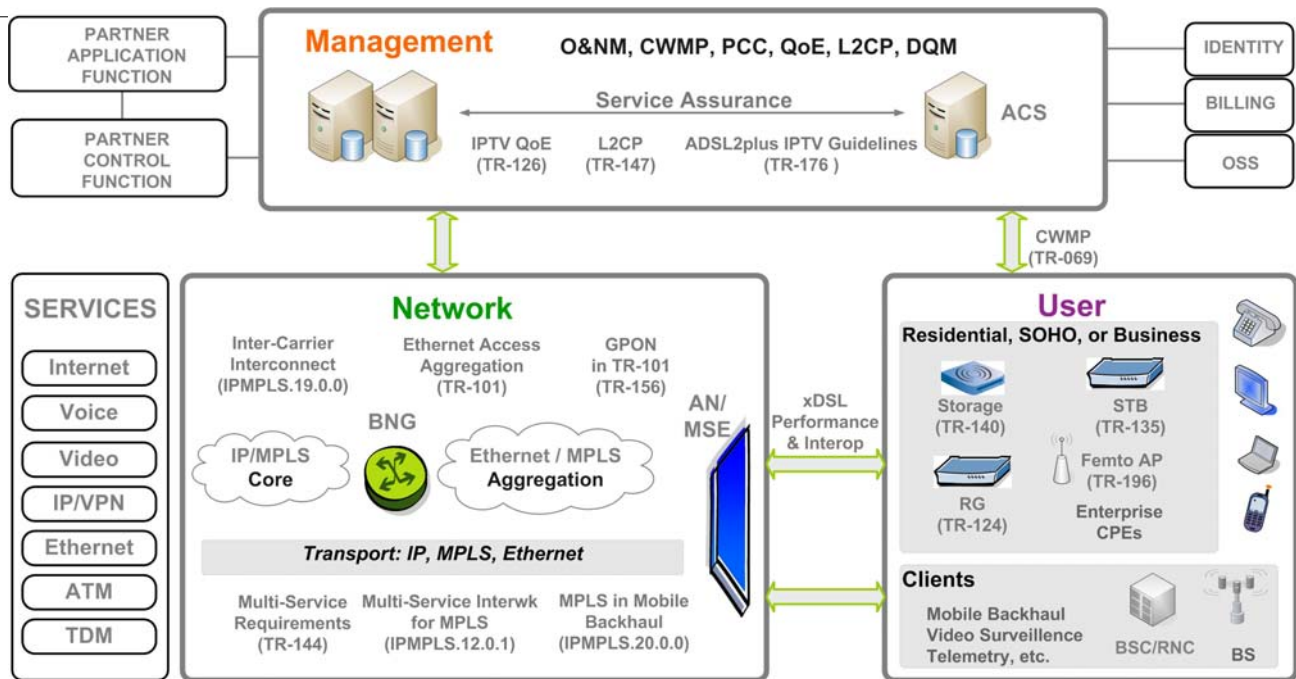 PARTNER
APPLICATION
FUNCTION
PARTNER
CONTROL
FUNCTION
Management
O&NM, CWMP, PCC, QoE, L2CP, DQM
Service Assurance
IPTV QoE
(TR-126)
L2CP
(TR-147)
ADSL2plus IPTV Guidelines
(TR-176 )
ACS
IDENTITY
BILLING
OSS
CWMP
(TR-069)
SERVICES
Internet
Voice
Video
IP/VPN
Ethernet
ATM
TDM
Network
Inter-Carrier
Interconnect
(IPMPLS.19.0.0)
Ethernet Access
Aggregation
(TR-101)
GPON
in TR-101
(TR-156)
BNG
AN/
MSE
IP/MPLS
Core
Ethernet / MPLS
Aggregation
Transport: IP, MPLS, Ethernet
Multi-Service
Requirements
(TR-144)
Multi-Service Interwk
for MPLS
(IPMPLS.12.0.1)
MPLS in Mobile
Backhaul
(IPMPLS.20.0.0)
xDSL
Performance
& Interop
User
Residential, SOHO, or Business
Storage
(TR-140)
STB
(TR-135)
RG
(TR-124)
Femto AP
(TR-196)
Enterprise
CPEs
Clients
Mobile Backhaul
Video Surveillence
Telemetry, etc.
BSC/RNC
BS